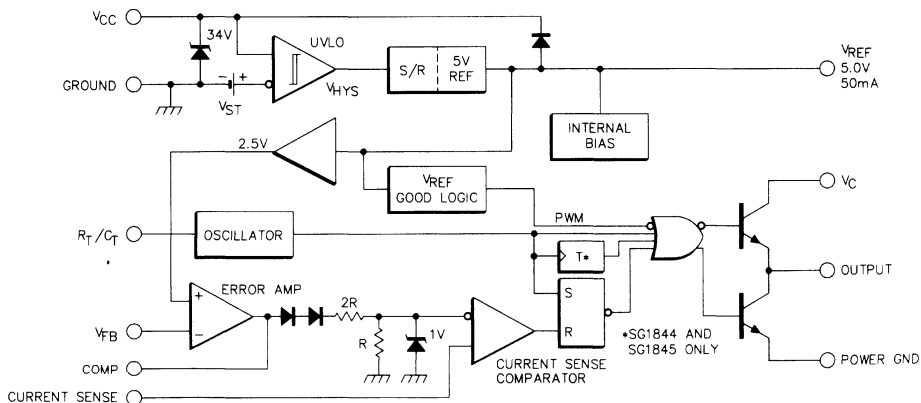 VCC
34V
UVLO
S/R
5V
REF
VREF
5.0V
50mA
GROUND
- +
VST
VHYS
INTERNAL
BIAS
2.5V
VREF
GOOD LOGIC
VC
PWM
RT/CT
OSCILLATOR
T*
OUTPUT
ERROR AMP
+
-
2R
S
R
1V
R
VFB
*SG1844 AND
SG1845 ONLY
COMP
CURRENT SENSE
COMPARATOR
POWER GND
CURRENT SENSE